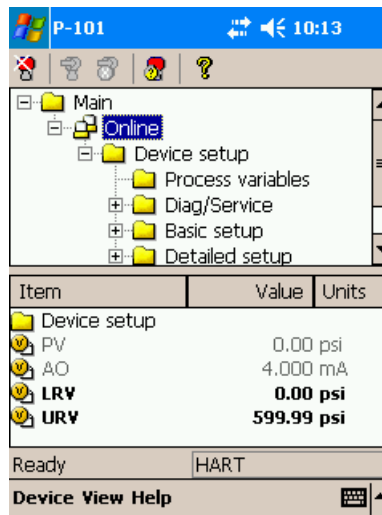 P-101 10:13
Main
Online
Device setup
Process variables
Diag/Service
Basic setup
Detailed setup
Item Value Units
Device setup
PV 0.00 psi
AO 4.000 mA
LRV 0.00 psi
URV 599.99 psi
Ready HART
Device View Help